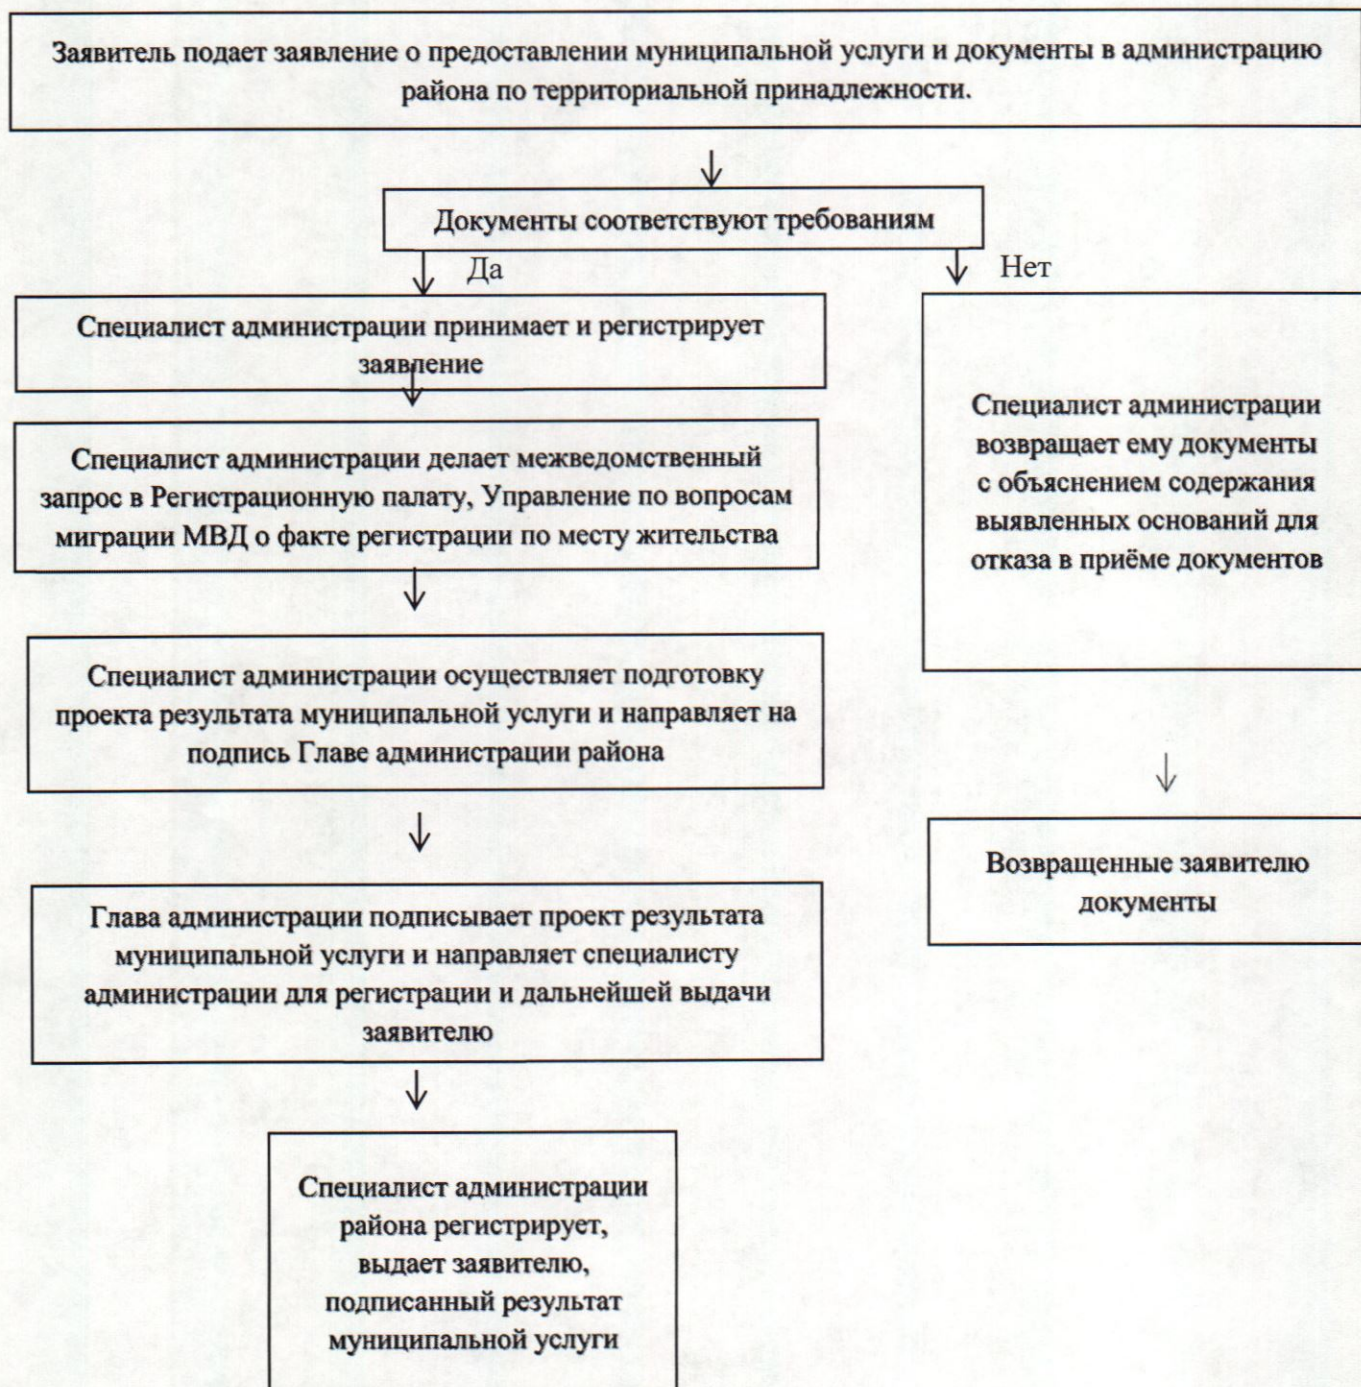 Заявитель подает заявление о предоставлении муниципальной услуги и документы в администрацию
района по территориальной принадлежности.
Документы соответствуют требованиям
Да
Нет
Специалист администрации принимает и регистрирует
заявление
Специалист администрации делает межведомственный
запрос в Регистрационную палату, Управление по вопросам
миграции МВД о факте регистрации по месту жительства
Специалист администрации осуществляет подготовку
проекта результата муниципальной услуги и направляет на
подпись Главе администрации района
Глава администрации подписывает проект результата
муниципальной услуги и направляет специалисту
администрации для регистрации и дальнейшей выдачи
заявителю
Специалист администрации
района регистрирует,
выдает заявителю,
подписанный результат
муниципальной услуги
Специалист администрации
возвращает ему документы
с объяснением содержания
выявленных оснований для
отказа в приёме документов
Возвращенные заявителю
документы